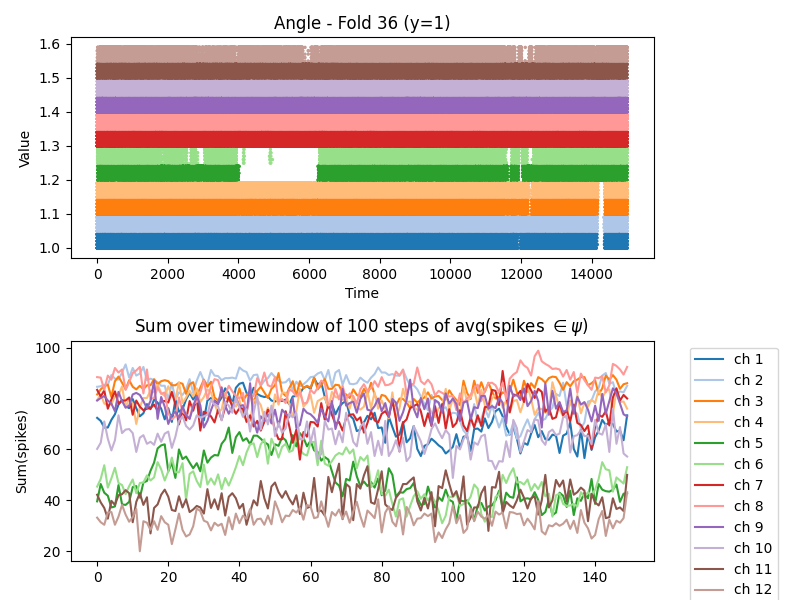 Angle - Fold 36 (y=1)
1.6
1.5
1.4
1.3
1.2
1.1
1.0
Value
0 2000 4000 6000 8000 10000 12000 14000
Time
Sum over timewindow of 100 steps of avg(spikes ∈ ψ)
100
80
60
40
20
Sum(spikes)
0 20 40 60 80 100 120 140
ch 1
ch 2
ch 3
ch 4
ch 5
ch 6
ch 7
ch 8
ch 9
ch 10
ch 11
ch 12